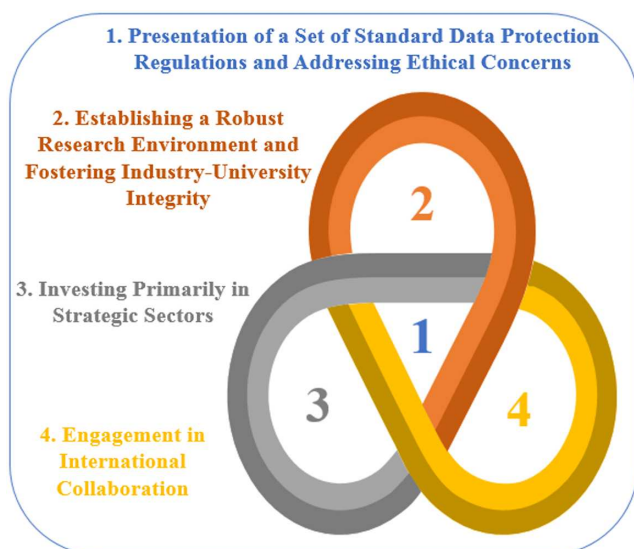 1. Presentation of a Set of Standard Data Protection
Regulations and Addressing Ethical Concerns
2. Establishing a Robust
Research Environment and
Fostering Industry-University
Integrity
2
3. Investing Primarily in
Strategic Sectors
1
3
4
4. Engagement in
International
Collaboration